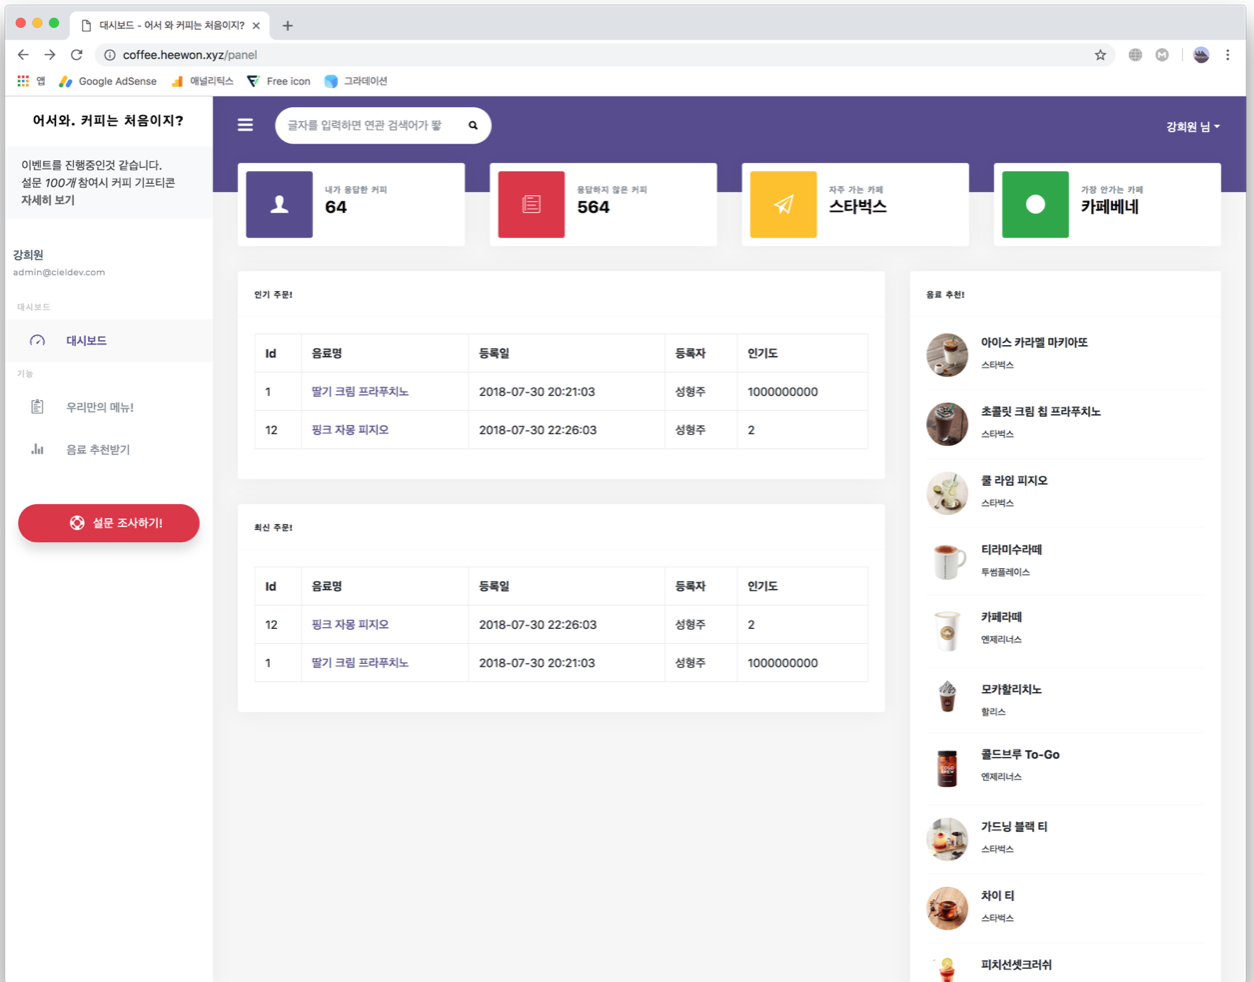 대시보드 - 어서 와 커피는 처음이지?
coffee.heewon.xyz/panel
앱
Google AdSense
애널리틱스
Free icon
그라데이션
어서와. 커피는 처음이지?
이벤트를 진행중인것 같습니다.
설문 100개 참여시 커피 기프티콘
자세히 보기
강희원
admin@cieldev.com
대시보드
대시보드
기능
우리만의 메뉴!
음료 추천받기
설문 조사하기!
글자를 입력하면 연관 검색어가 뙇
강희원 님
내가 응답한 커피
64
응답하지 않은 커피
564
자주 가는 카페
스타벅스
가장 안가는 카페
카페베네
인기 주문!
Id 음료명 등록일 등록자 인기도
1 딸기 크림 프라푸치노 2018-07-30 20:21:03 성형주 1000000000
12 핑크 자몽 피지오 2018-07-30 22:26:03 성형주 2
최신 주문!
Id 음료명 등록일 등록자 인기도
12 핑크 자몽 피지오 2018-07-30 22:26:03 성형주 2
1 딸기 크림 프라푸치노 2018-07-30 20:21:03 성형주 1000000000
음료 추천!
아이스 카라멜 마키아또
스타벅스
초콜릿 크림 칩 프라푸치노
스타벅스
쿨 라임 피지오
스타벅스
티라미수라떼
투썸플레이스
카페라떼
엔제리너스
모카할리치노
할리스
콜드브루 To-Go
엔제리너스
가드닝 블랙 티
스타벅스
차이 티
스타벅스
피치선셋크러쉬